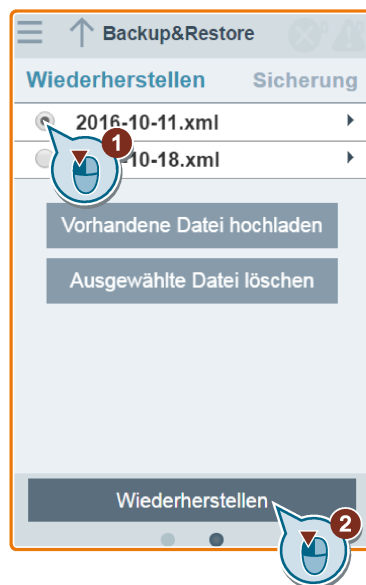 Backup&Restore
Wiederherstellen Sicherung
2016-10-11.xml
1
10-18.xml
Vorhandene Datei hochladen
Ausgewählte Datei löschen
Wiederherstellen
2